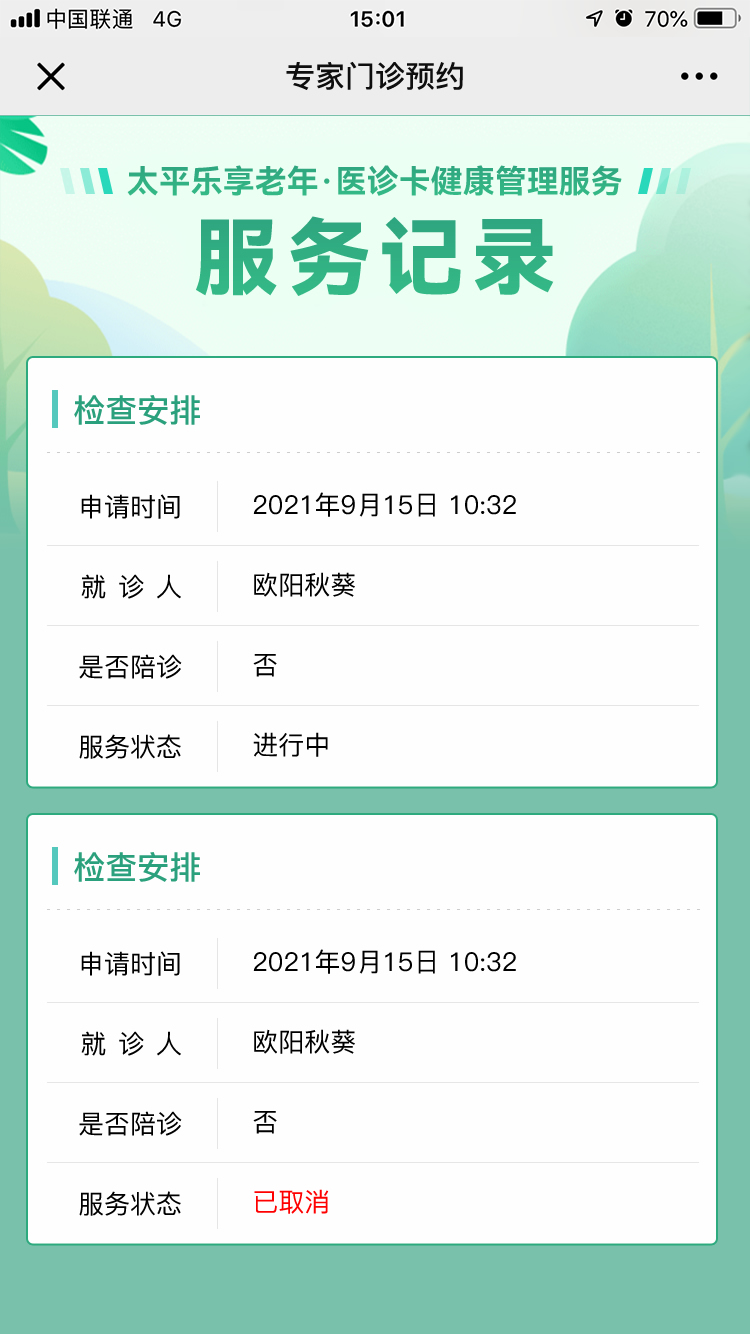 中国联通 4G 15:01 70%
专家门诊预约
太平乐享老年·医诊卡健康管理服务
服务记录
检查安排
申请时间 2021年9月15日 10:32
就诊人 欧阳秋葵
是否陪诊 否
服务状态 进行中
检查安排
申请时间 2021年9月15日 10:32
就诊人 欧阳秋葵
是否陪诊 否
服务状态 已取消